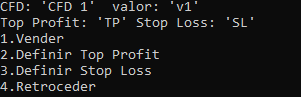 CFD: 'CFD 1'  valor: 'v1'
Top Profit: 'TP' Stop Loss: 'SL'
1.Vender
2.Definir Top Profit
3.Definir Stop Loss
4.Retroceder